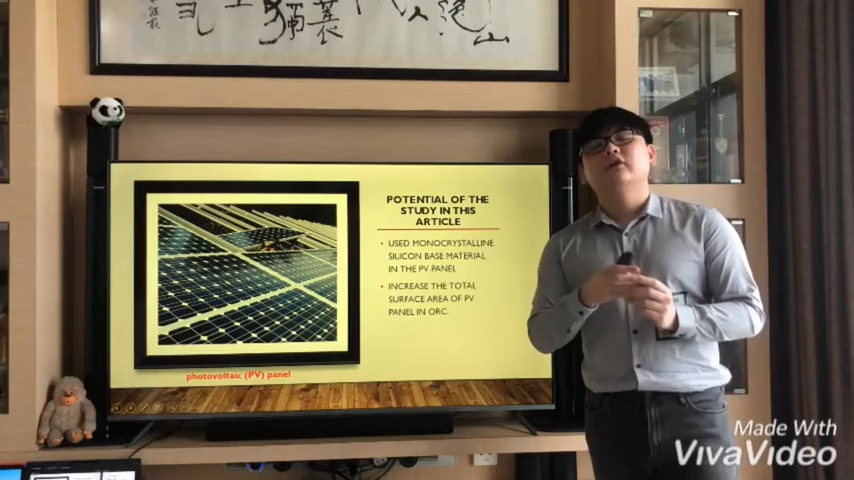 POTENTIAL OF THE
STUDY IN THIS
ARTICLE
• USED MONOCRYSTALLINE
SILICON BASE MATERIAL
IN THE PV PANEL.
• INCREASE THE TOTAL
SURFACE AREA OF PV
PANEL IN ORC.
photovoltaic (PV) panel
Made With
VivaVideo